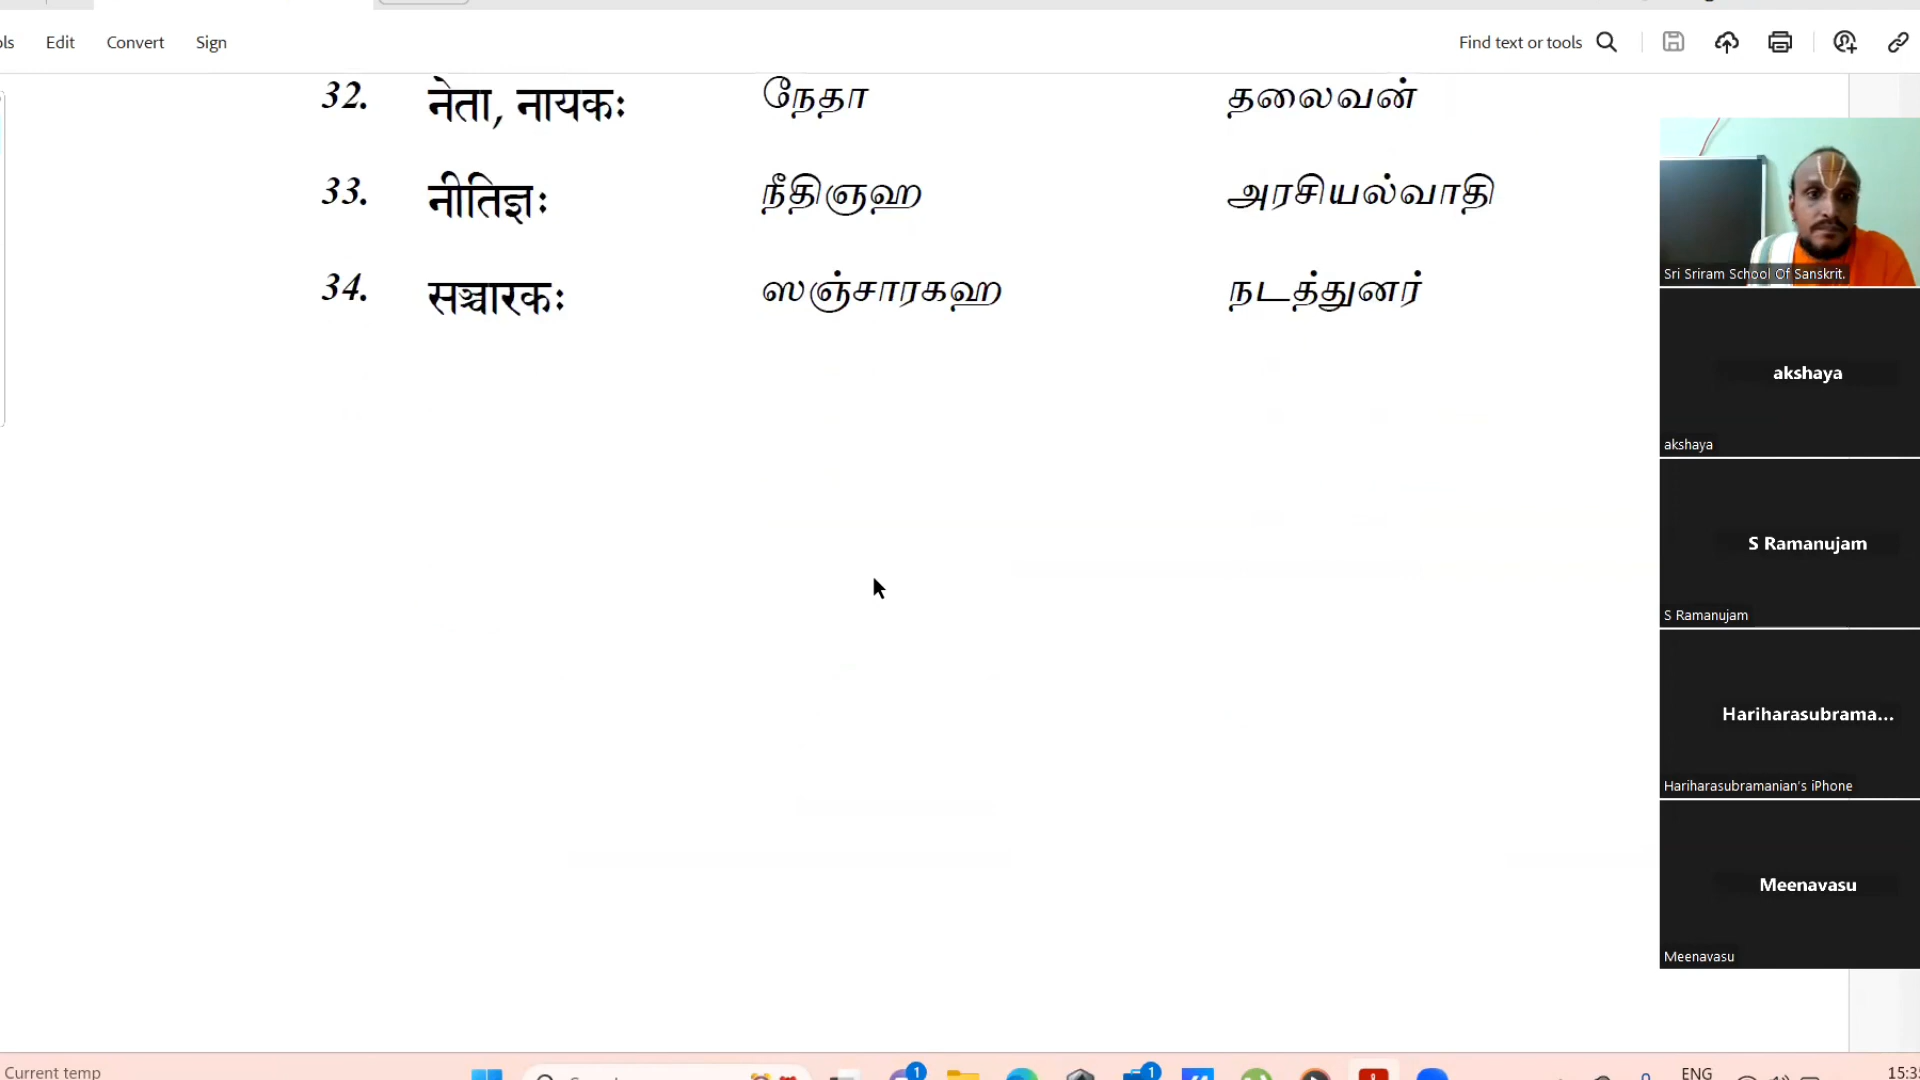 Edit Convert Sign Find text or tools
32. नेता, नायकः நேதா தலைவன்
33. नीतिज्ञः நீதிஞஹ அரசியல்வாதி
34. सञ्चारकः ஸஞ்சாரகஹ நடத்துனர்
Sri Sriram School Of Sanskrit.
akshaya
akshaya
S Ramanujam
S Ramanujam
Hariharasubrama...
Hariharasubramanian's iPhone
Meenavasu
Meenavasu
Current temp 1 1 ENG